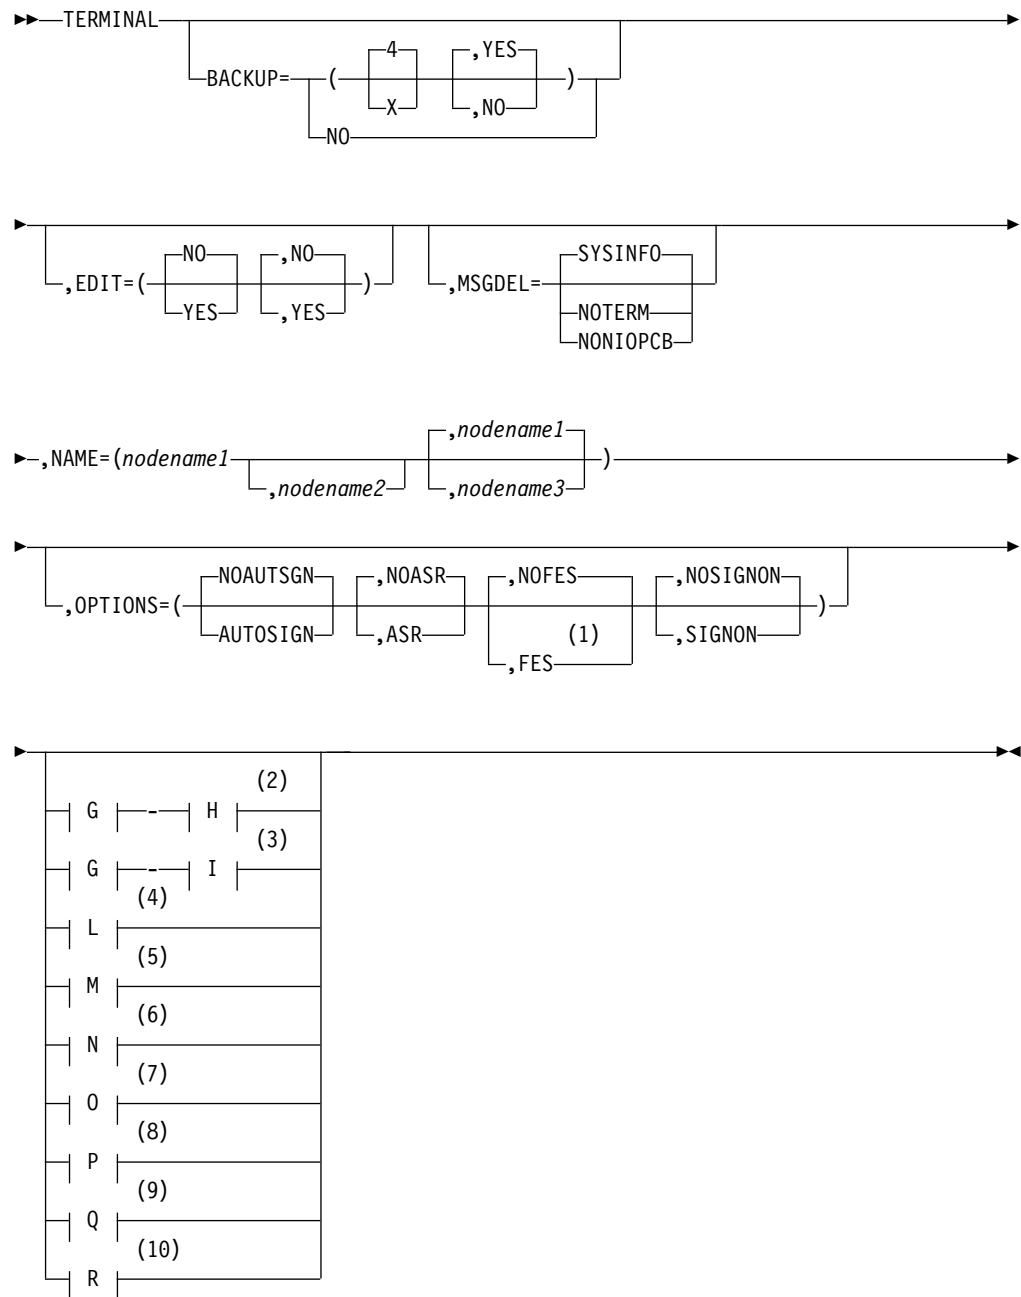 TERMINAL
4 ,YES
BACKUP= ( )
X ,NO
NO
NO ,NO SYSINFO
,EDIT=( ) ,MSGDEL=
YES ,YES NOTERM
NONIOPCB
,nodename1
,NAME=(nodename1 )
,nodename2 ,nodename3
NOAUTSGN ,NOASR ,NOFES ,NOSIGNON
,OPTIONS=( )
AUTOSIGN ,ASR (1) ,SIGNON
,FES
(2)
G - H
(3)
G - I
(4)
L
(5)
M
(6)
N
(7)
O
(8)
P
(9)
Q
(10)
R